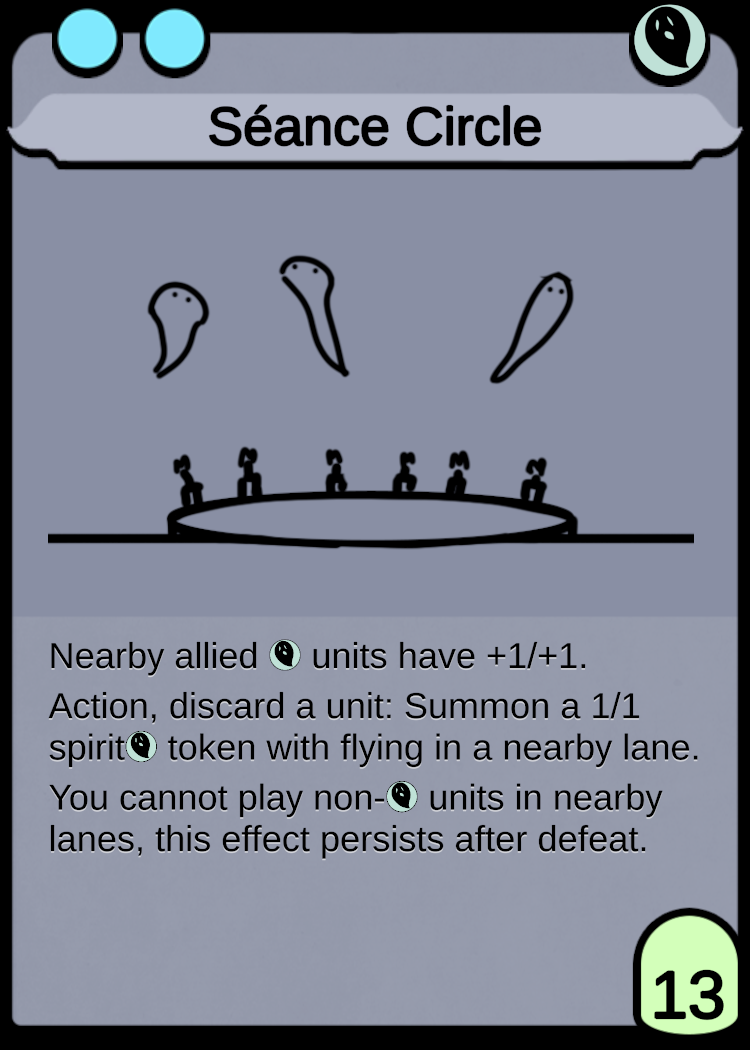 Séance Circle
Nearby allied units have +1/+1.
Action, discard a unit: Summon a 1/1
spirit token with flying in a nearby lane.
You cannot play non- units in nearby
lanes, this effect persists after defeat.
13